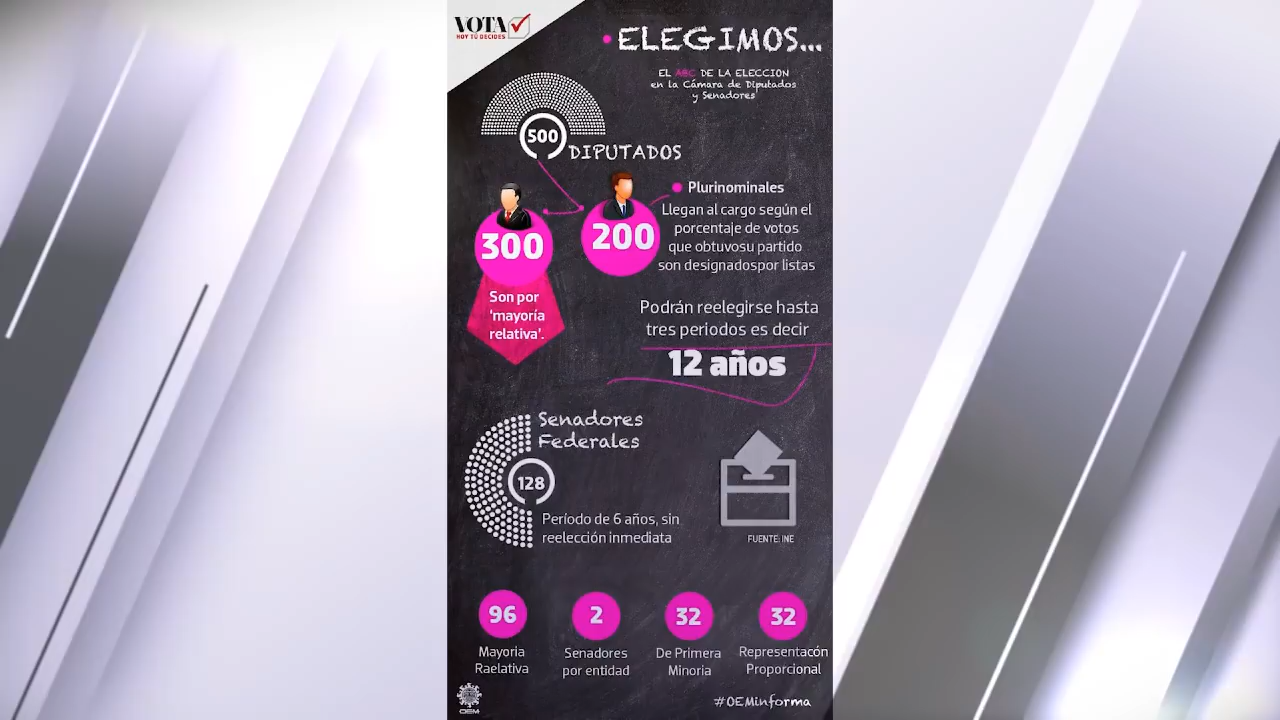 VOTA
HOY TÚ DECIDES
ELEGIMOS...
EL ABC DE LA ELECCION
en la Cámara de Diputados
y Senadores
500
DIPUTADOS
300
Son por
'mayoría
relativa'.
200
Plurinominales
Llegan al cargo según el
porcentaje de votos
que obtuvosu partido
son designadospor listas
Podrán reelegirse hasta
tres periodos es decir
12 años
Senadores
Federales
128
Período de 6 años, sin
reelección inmediata
FUENTE: INE
96
Mayoria
Raelativa
2
Senadores
por entidad
32
De Primera
Minoria
32
Representacón
Proporcional
OEM
#OEMinforma